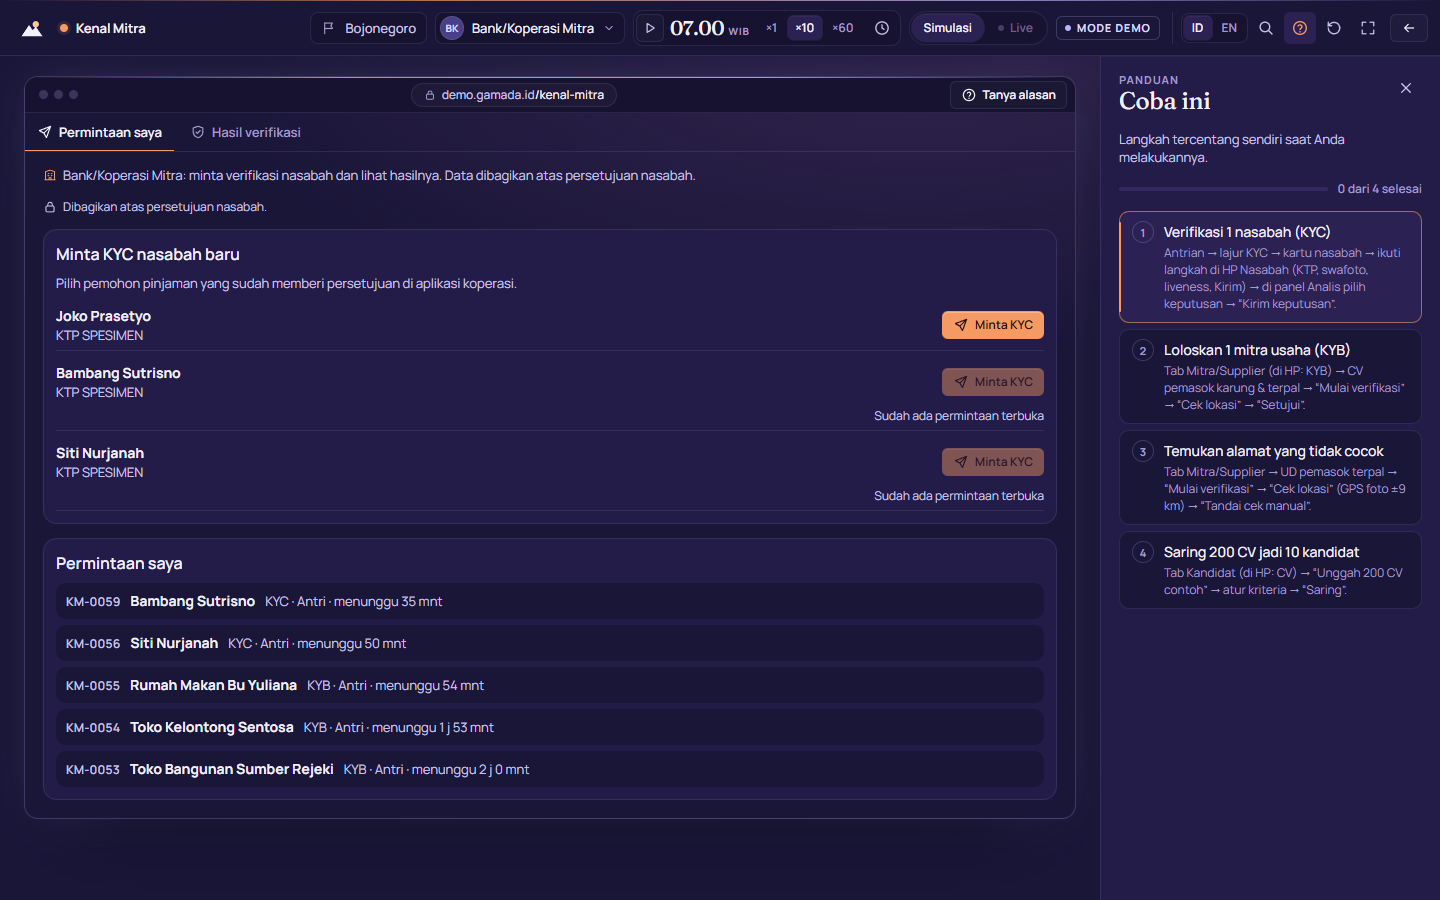 Kenal Mitra
Bojonegoro
BK Bank/Koperasi Mitra
07.00 WIB
×1 ×10 ×60
Simulasi
Live
MODE DEMO
ID EN
demo.gamada.id/kenal-mitra
Tanya alasan
Permintaan saya
Hasil verifikasi
Bank/Koperasi Mitra: minta verifikasi nasabah dan lihat hasilnya. Data dibagikan atas persetujuan nasabah.
Dibagikan atas persetujuan nasabah.
Minta KYC nasabah baru
Pilih pemohon pinjaman yang sudah memberi persetujuan di aplikasi koperasi.
Joko Prasetyo
KTP SPESIMEN
Minta KYC
Bambang Sutrisno
KTP SPESIMEN
Minta KYC
Sudah ada permintaan terbuka
Siti Nurjanah
KTP SPESIMEN
Minta KYC
Sudah ada permintaan terbuka
Permintaan saya
KM-0059 Bambang Sutrisno KYC · Antri · menunggu 35 mnt
KM-0056 Siti Nurjanah KYC · Antri · menunggu 50 mnt
KM-0055 Rumah Makan Bu Yuliana KYB · Antri · menunggu 54 mnt
KM-0054 Toko Kelontong Sentosa KYB · Antri · menunggu 1 j 53 mnt
KM-0053 Toko Bangunan Sumber Rejeki KYB · Antri · menunggu 2 j 0 mnt
PANDUAN
Coba ini
Langkah tercentang sendiri saat Anda
melakukannya.
0 dari 4 selesai
1 Verifikasi 1 nasabah (KYC)
Antrian → lajur KYC → kartu nasabah → ikuti
langkah di HP Nasabah (KTP, swafoto,
liveness, Kirim) → di panel Analis pilih
keputusan → "Kirim keputusan".
2 Loloskan 1 mitra usaha (KYB)
Tab Mitra/Supplier (di HP: KYB) → CV
pemasok karung & terpal → "Mulai verifikasi"
→ "Cek lokasi" → "Setujui".
3 Temukan alamat yang tidak cocok
Tab Mitra/Supplier → UD pemasok terpal →
"Mulai verifikasi" → "Cek lokasi" (GPS foto ±9
km) → "Tandai cek manual".
4 Saring 200 CV jadi 10 kandidat
Tab Kandidat (di HP: CV) → "Unggah 200 CV
contoh" → atur kriteria → "Saring".